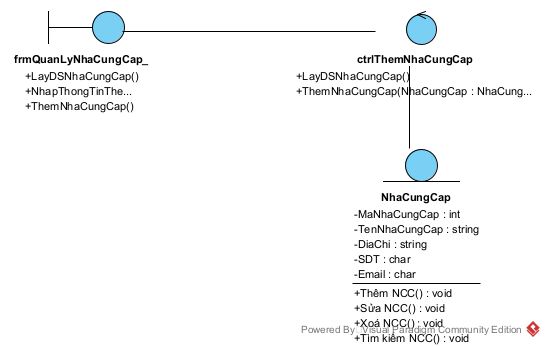 frmQuanLyNhaCungCap_
+LayDSNhaCungCap()
+NhapThongTinThe...
+ThemNhaCungCap()
ctrlThemNhaCungCap
+LayDSNhaCungCap()
+ThemNhaCungCap(NhaCungCap : NhaCung...
NhaCungCap
-MaNhaCungCap : int
-TenNhaCungCap : string
-DiaChi : string
-SDT : char
-Email : char
+Thêm NCC() : void
+Sửa NCC() : void
+Xoá NCC() : void
+Tìm kiếm NCC() : void
Powered By: Visual Paradigm Community Edition